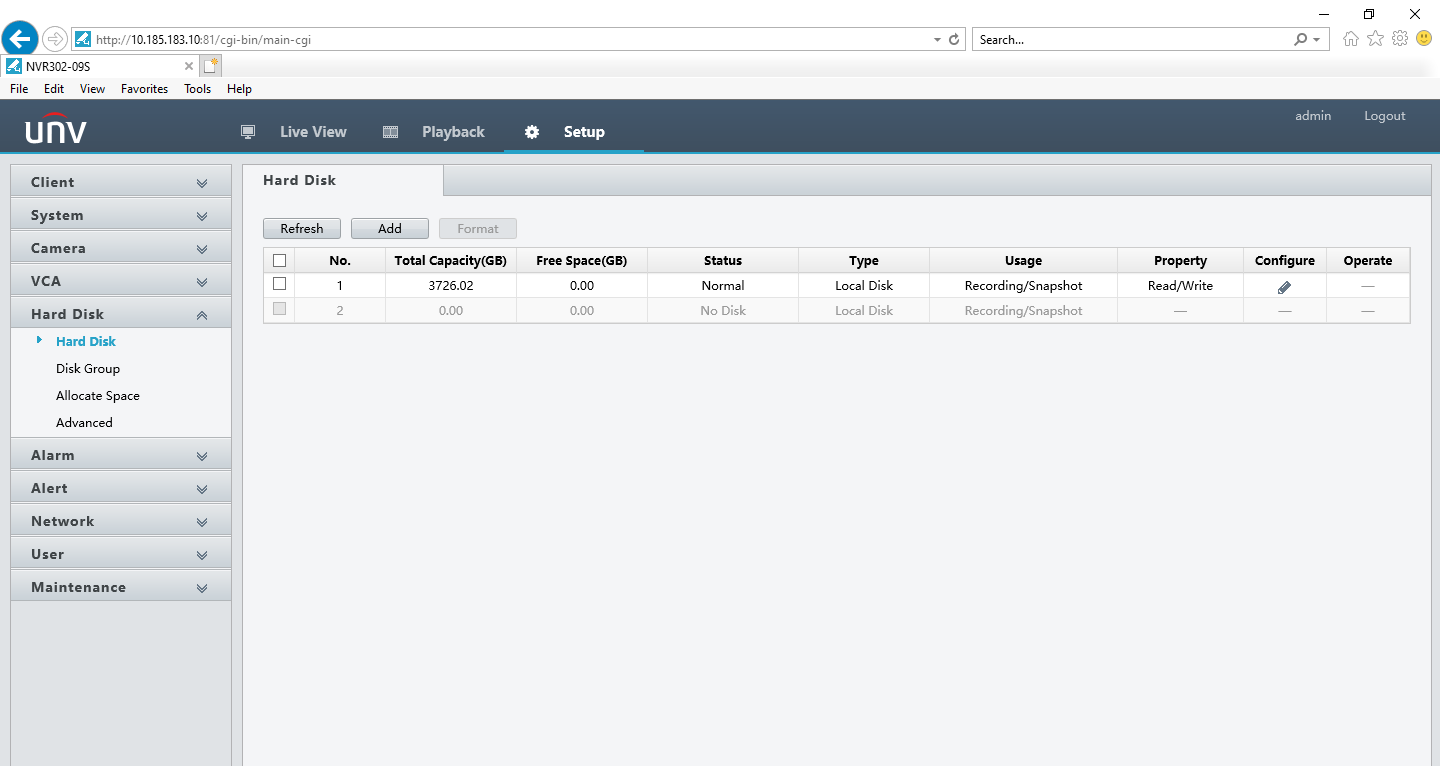 http://10.185.183.10:81/cgi-bin/main-cgi
Search...
NVR302-09S
File Edit View Favorites Tools Help
admin Logout
unv Live View Playback Setup
Client
System
Camera
VCA
Hard Disk
Hard Disk
Disk Group
Allocate Space
Advanced
Alarm
Alert
Network
User
Maintenance
Hard Disk
Refresh Add Format
No. Total Capacity(GB) Free Space(GB) Status Type Usage Property Configure Operate
1 3726.02 0.00 Normal Local Disk Recording/Snapshot Read/Write —
2 0.00 0.00 No Disk Local Disk Recording/Snapshot — — —